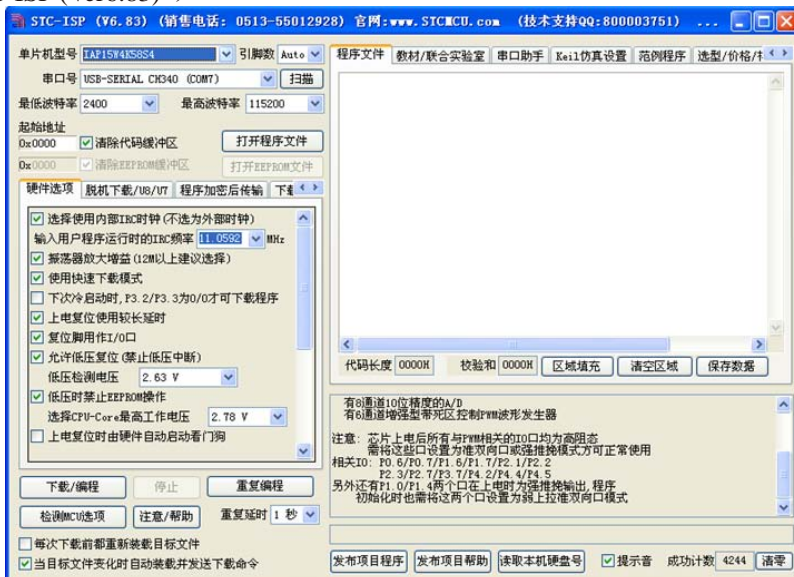 ISP (Ver6.83)
STC-ISP (V6.83) (销售电话: 0513-55012928) 官网:www.STCMCU.com (技术支持QQ:800003751) ...
单片机型号 IAP15W4K58S4 引脚数 Auto
串口号 USB-SERIAL CH340 (COM7) 扫描
最低波特率 2400 最高波特率 115200
起始地址
0x0000 清除代码缓冲区 打开程序文件
0x0000 清除EEPROM缓冲区 打开EEPROM文件
硬件选项 脱机下载/U8/U7 程序加密后传输
选择使用内部IRC时钟(不选为外部时钟)
输入用户程序运行时的IRC频率 11.0592 MHz
振荡器放大增益(12M以上建议选择)
使用快速下载模式
下次冷启动时,P3.2/P3.3为0/0才可下载程序
上电复位使用较长延时
复位脚用作I/O口
允许低压复位(禁止低压中断)
低压检测电压 2.63 V
低压时禁止EEPROM操作
选择CPU-Core最高工作电压 2.78 V
上电复位时由硬件自动启动看门狗
下载/编程 停止 重复编程
检测MCU选项 注意/帮助 重复延时 1 秒
每次下载前都重新装载目标文件
当目标文件变化时自动装载并发送下载命令
程序文件 教材/联合实验室 串口助手 Keil仿真设置 范例程序 选型/价格/
代码长度 0000H 校验和 0000H 区域填充 清空区域 保存数据
有8通道10位精度的A/D
有6通道增强型带死区控制PWM波形发生器
注意: 芯片上电后所有与PWM相关的IO口均为高阻态
需将这些口设置为准双向口或强推挽模式方可正常使用
相关IO: P0.6/P0.7/P1.6/P1.7/P2.1/P2.2
P2.3/P2.7/P3.7/P4.2/P4.4/P4.5
另外还有P1.0/P1.4两个口在上电时为强推挽输出,程序
初始化时也需将这两个口设置为弱上拉准双向口模式
发布项目程序 发布项目帮助 读取本机硬盘号 提示音 成功计数 4244 清零